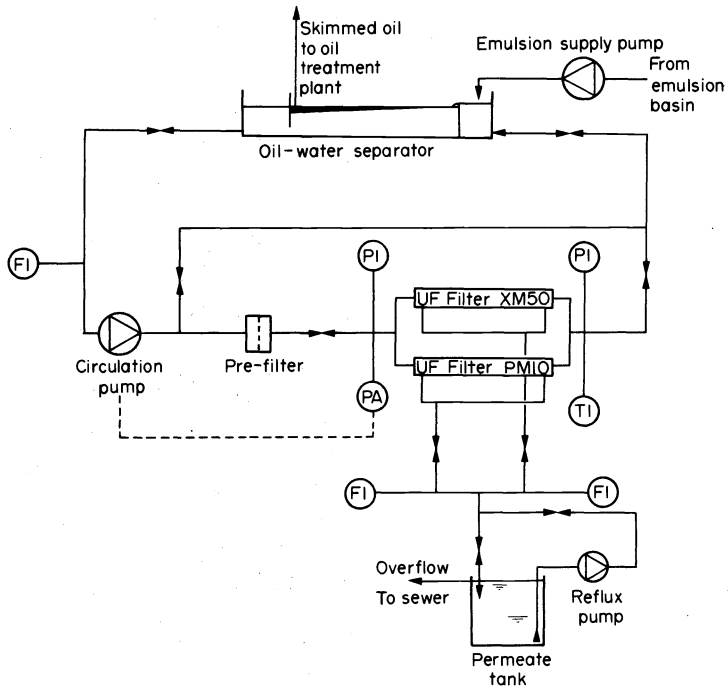 Skimmed oil
to oil
treatment
plant
Emulsion supply pump
From
emulsion
basin
Oil-water separator
FI
PI
PI
UF Filter XM50
UF Filter PM10
Circulation
pump
Pre-filter
PA
TI
FI
FI
Overflow
To sewer
Reflux
pump
Permeate
tank